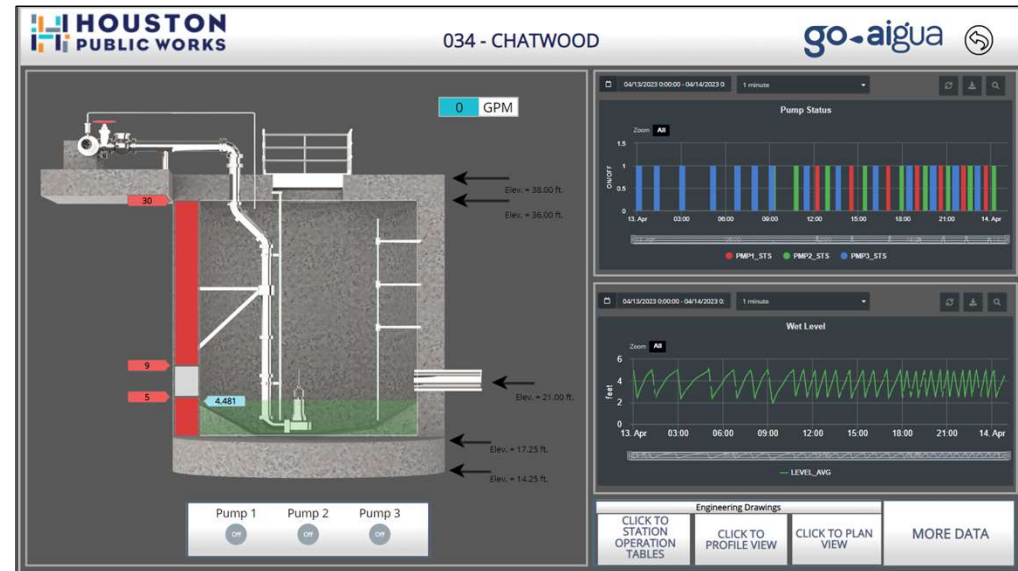 HOUSTON
PUBLIC WORKS
034 - CHATWOOD
go-aigua
0 GPM
Elev. = 38.00 ft.
30
Elev. = 36.00 ft.
9
5
4.481
Elev. = 21.00 ft.
Elev. = 17.25 ft.
Elev. = 14.25 ft.
Pump 1 Pump 2 Pump 3
Off Off Off
04/13/2023 0:00:00 - 04/14/2023 0: 1 minute
Pump Status
Zoom All
1.5
1
0.5
0
ON/OFF
13. Apr 03:00 06:00 09:00 12:00 15:00 18:00 21:00 14. Apr
PMP1_STS PMP2_STS PMP3_STS
04/13/2023 0:00:00 - 04/14/2023 0: 1 minute
Wet Level
Zoom All
6
4
2
0
feet
13. Apr 03:00 06:00 09:00 12:00 15:00 18:00 21:00 14. Apr
LEVEL_AVG
Engineering Drawings
CLICK TO
STATION
OPERATION
TABLES
CLICK TO
PROFILE VIEW
CLICK TO PLAN
VIEW
MORE DATA